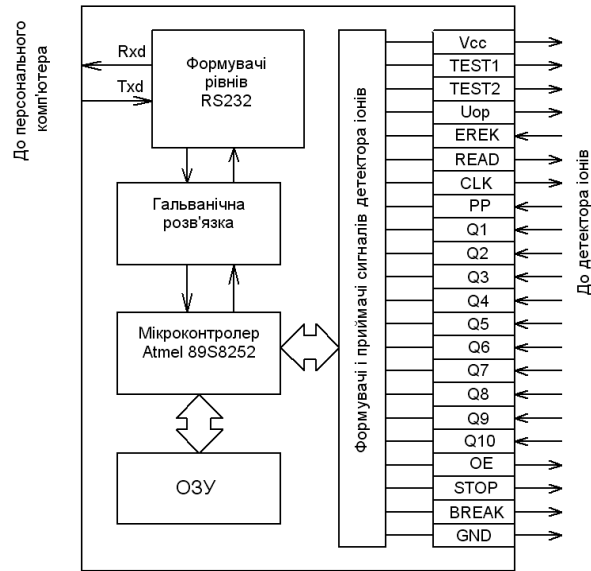 До персонального
комп'ютера
Rxd
Txd
Формувачі
рівнів
RS232
Гальванічна
розв'язка
Мікроконтролер
Atmel 89S8252
ОЗУ
Формувачі і приймачі сигналів детектора іонів
Vcc
TEST1
TEST2
Uop
EREK
READ
CLK
PP
Q1
Q2
Q3
Q4
Q5
Q6
Q7
Q8
Q9
Q10
OE
STOP
BREAK
GND
До детектора іонів